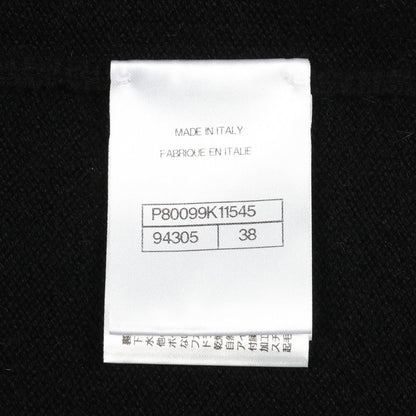 MADE IN ITALY
FABRIQUE EN ITALIE
P80099K11545
94305 38